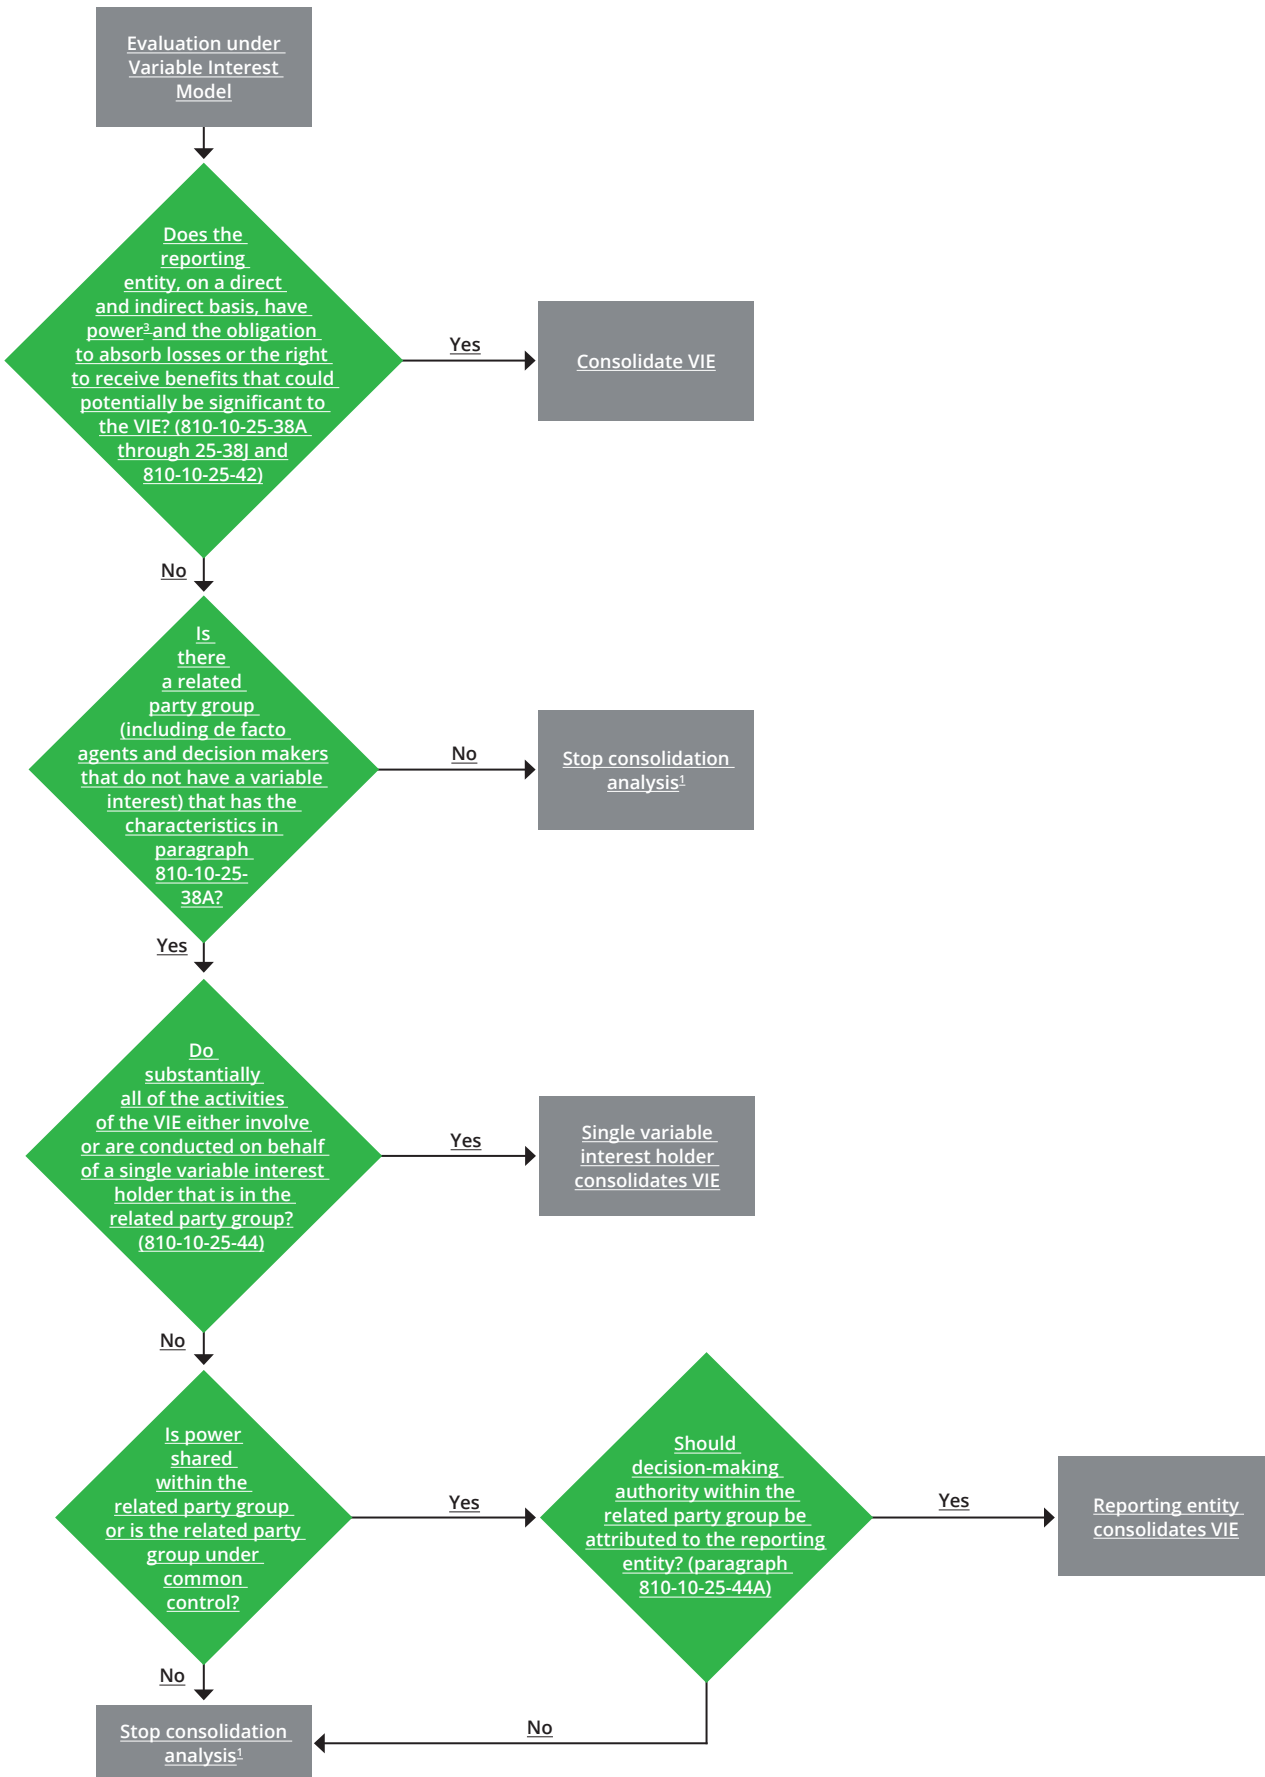 Evaluation under
Variable Interest
Model
Does the
reporting
entity, on a direct
and indirect basis, have
power³ and the obligation
to absorb losses or the right
to receive benefits that could
potentially be significant to
the VIE? (810-10-25-38A
through 25-38J and
810-10-25-42)
Yes
Consolidate VIE
No
Is
there
a related
party group
(including de facto
agents and decision makers
that do not have a variable
interest) that has the
characteristics in
paragraph
810-10-25-
38A?
No
Stop consolidation
analysis¹
Yes
Do
substantially
all of the activities
of the VIE either involve
or are conducted on behalf
of a single variable interest
holder that is in the
related party group?
(810-10-25-44)
Yes
Single variable
interest holder
consolidates VIE
No
Is power
shared
within the
related party group
or is the related party
group under
common
control?
Yes
Should
decision-making
authority within the
related party group be
attributed to the reporting
entity? (paragraph
810-10-25-44A)
Yes
Reporting entity
consolidates VIE
No
Stop consolidation
analysis¹
No